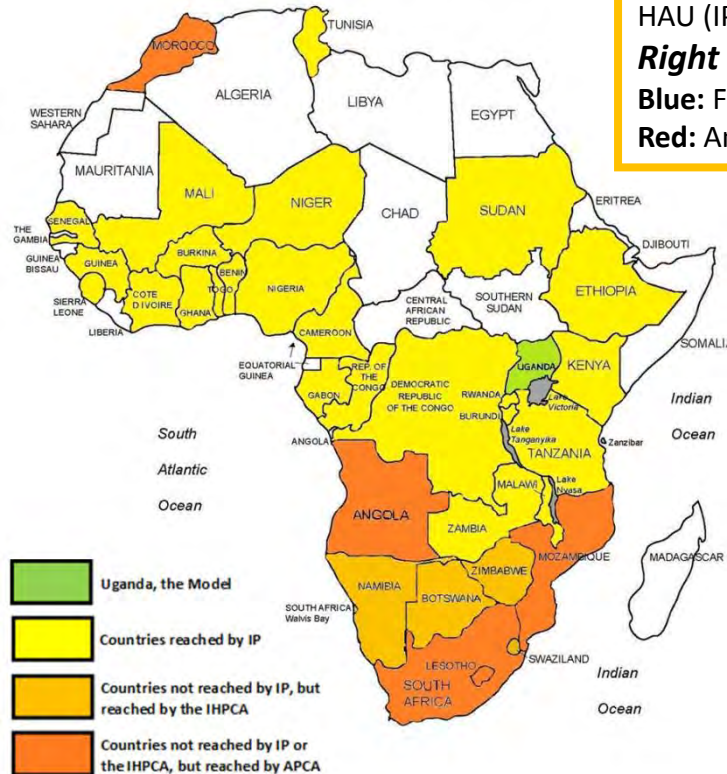 HAU (IP
Right
Blue: F
Red: Ar
TUNISIA
MOROCCO
ALGERIA
LIBYA
EGYPT
WESTERN
SAHARA
MAURITANIA
MALI
NIGER
CHAD
SUDAN
ERITREA
DJIBOUTI
SENEGAL
THE
GAMBIA
GUINEA
BISSAU
GUINEA
SIERRA
LEONE
LIBERIA
COTE
D'IVOIRE
BURKINA
GHANA
TOGO
BENIN
NIGERIA
CAMEROON
CENTRAL
AFRICAN
REPUBLIC
SOUTHERN
SUDAN
ETHIOPIA
SOMALIA
EQUATORIAL
GUINEA
GABON
REP. OF
THE
CONGO
DEMOCRATIC
REPUBLIC
OF THE CONGO
UGANDA
KENYA
RWANDA
BURUNDI
Lake
Victoria
Lake
Tanganyika
TANZANIA
Zanzibar
Indian
Ocean
South
Atlantic
Ocean
ANGOLA
ANGOLA
ZAMBIA
MALAWI
Lake
Nyasa
MOZAMBIQUE
MADAGASCAR
ZIMBABWE
NAMIBIA
BOTSWANA
SOUTH AFRICA
Walvis Bay
SWAZILAND
LESOTHO
SOUTH
AFRICA
Indian
Ocean
Uganda, the Model
Countries reached by IP
Countries not reached by IP, but
reached by the IHPCA
Countries not reached by IP or
the IHPCA, but reached by APCA